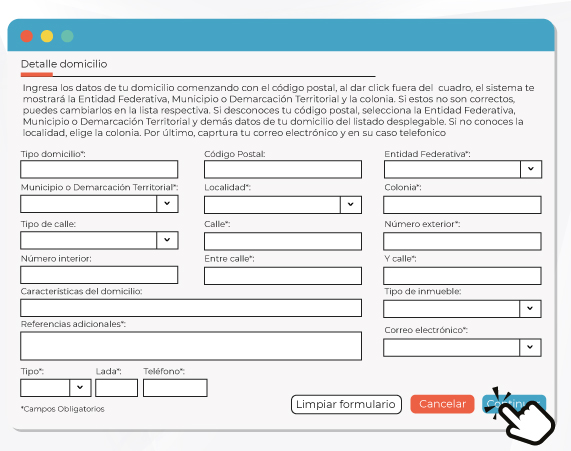 Detalle domicilio
Ingresa los datos de tu domicilio comenzando con el código postal, al dar click fuera del cuadro, el sistema te
mostrará la Entidad Federativa, Municipio o Demarcación Territorial y la colonia. Si estos no son correctos,
puedes cambiarlos en la lista respectiva. Si desconoces tu código postal, selecciona la Entidad Federativa,
Municipio o Demarcación Territorial y demás datos de tu domicilio del listado desplegable. Si no conoces la
localidad, elige la colonia. Por último, caprtura tu correo electrónico y en su caso telefonico
Tipo domicilio*: Código Postal: Entidad Federativa*:
Municipio o Demarcación Territorial*: Localidad*: Colonia*:
Tipo de calle: Calle*: Número exterior*:
Número interior: Entre calle*: Y calle*:
Características del domicilio: Tipo de inmueble:
Referencias adicionales*: Correo electrónico*:
Tipo*: Lada*: Teléfono*:
*Campos Obligatorios Limpiar formulario Cancelar